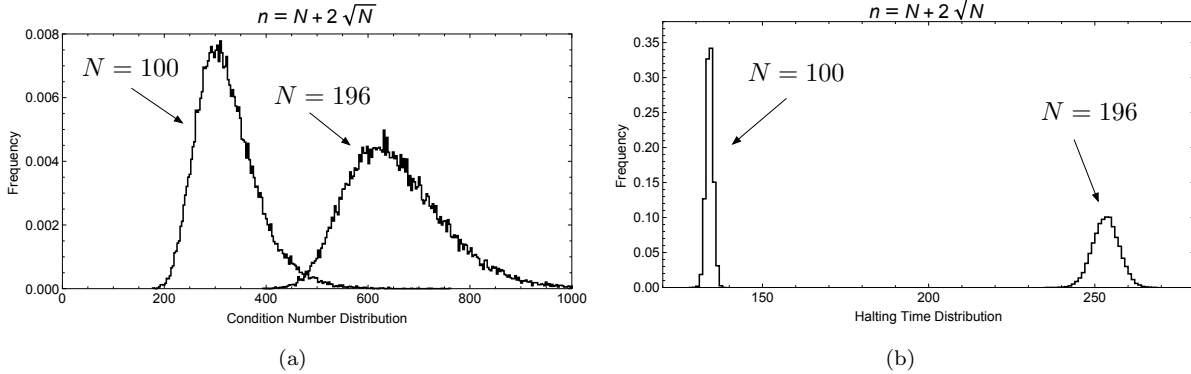 n = N + 2 √N
0.008
0.006
0.004
0.002
0.000
Frequency
N = 100
N = 196
0 200 400 600 800 1000
Condition Number Distribution
(a)
n = N + 2 √N
0.35
0.30
0.25
0.20
0.15
0.10
0.05
0.00
Frequency
N = 100
N = 196
150 200 250
Halting Time Distribution
(b)